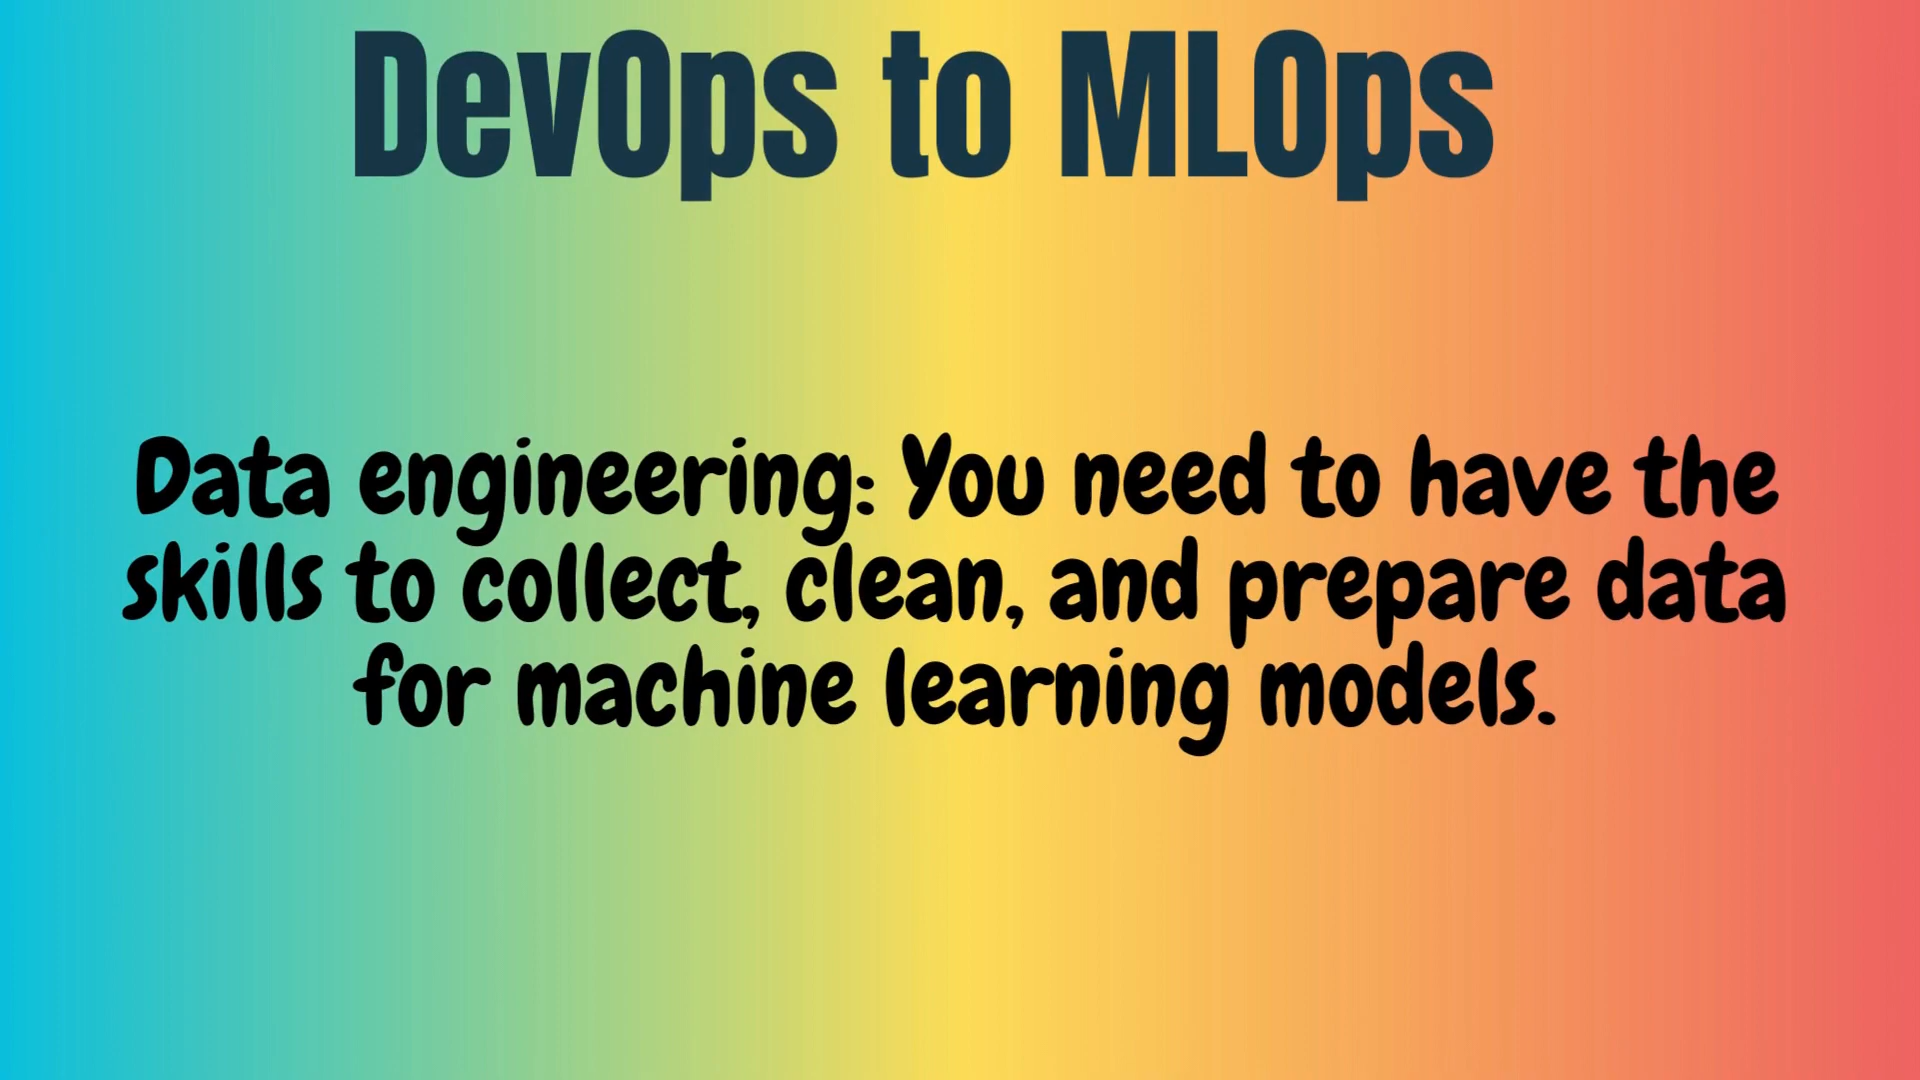 DevOps to MLOps
Data engineering: You need to have the
skills to collect, clean, and prepare data
for machine learning models.